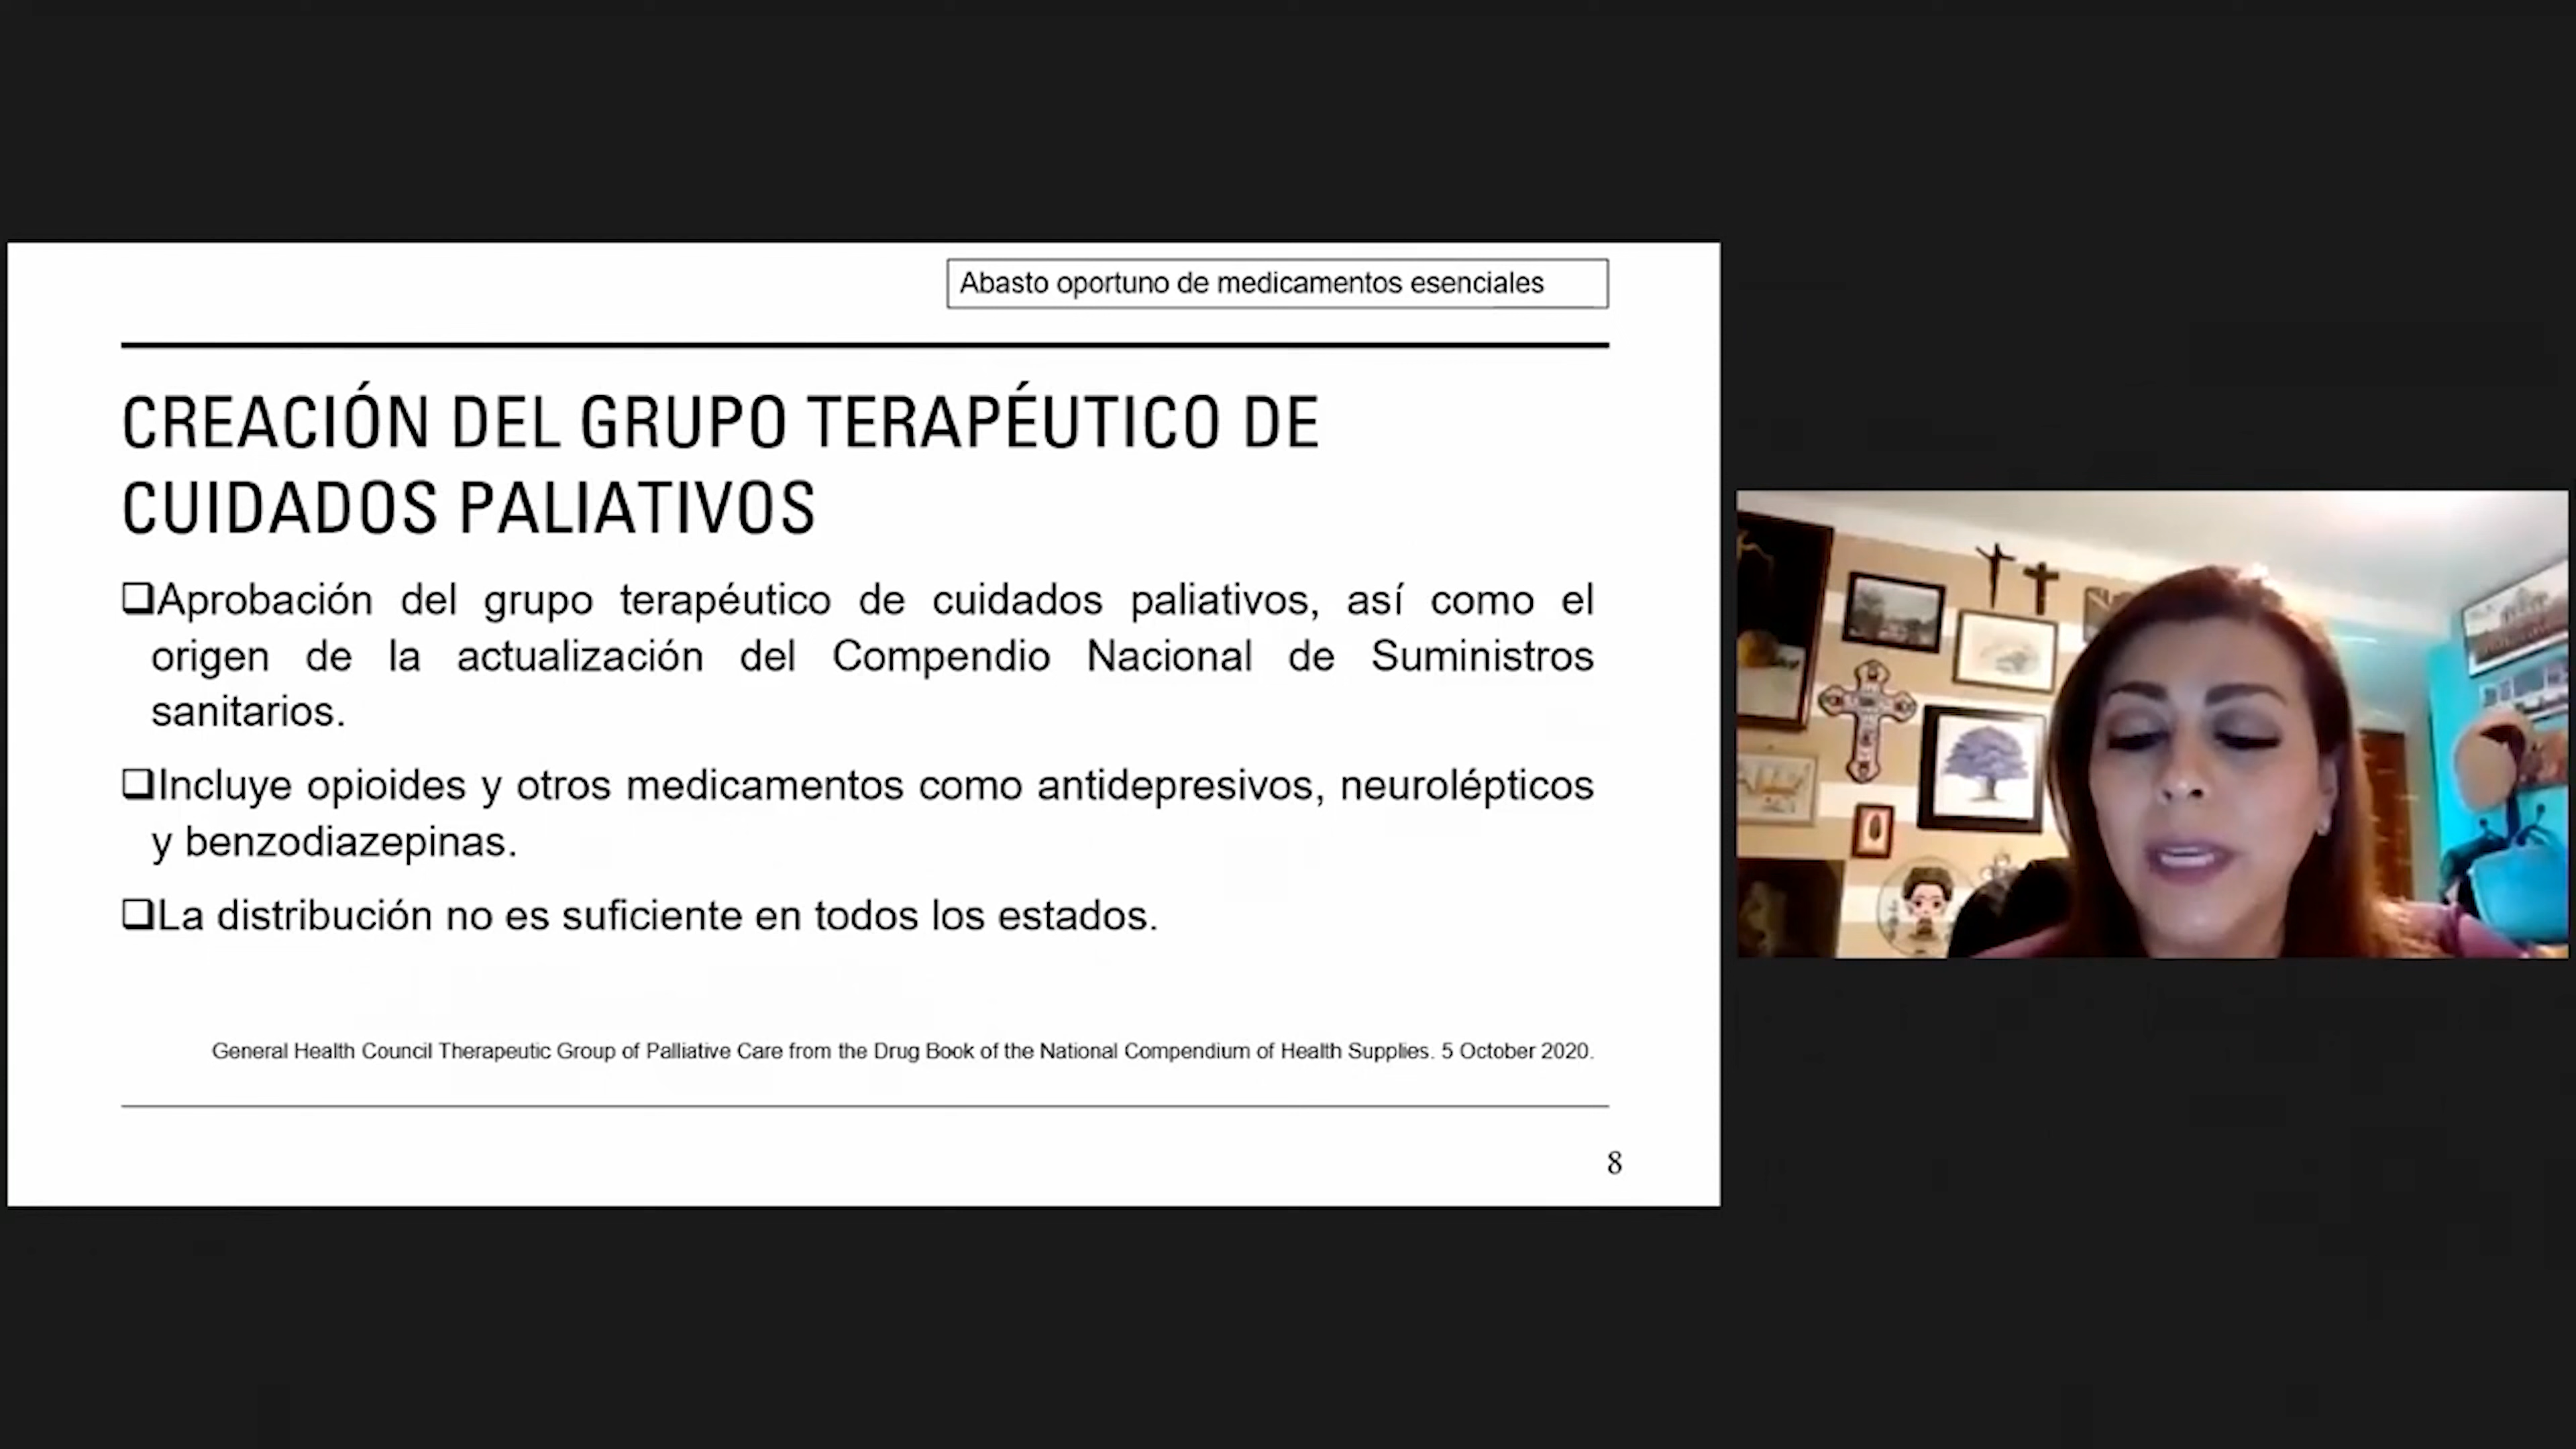 Abasto oportuno de medicamentos esenciales
CREACIÓN DEL GRUPO TERAPÉUTICO DE
CUIDADOS PALIATIVOS
❑Aprobación del grupo terapéutico de cuidados paliativos, así como el
origen de la actualización del Compendio Nacional de Suministros
sanitarios.
❑Incluye opioides y otros medicamentos como antidepresivos, neurolépticos
y benzodiazepinas.
❑La distribución no es suficiente en todos los estados.
General Health Council Therapeutic Group of Palliative Care from the Drug Book of the National Compendium of Health Supplies. 5 October 2020.
8